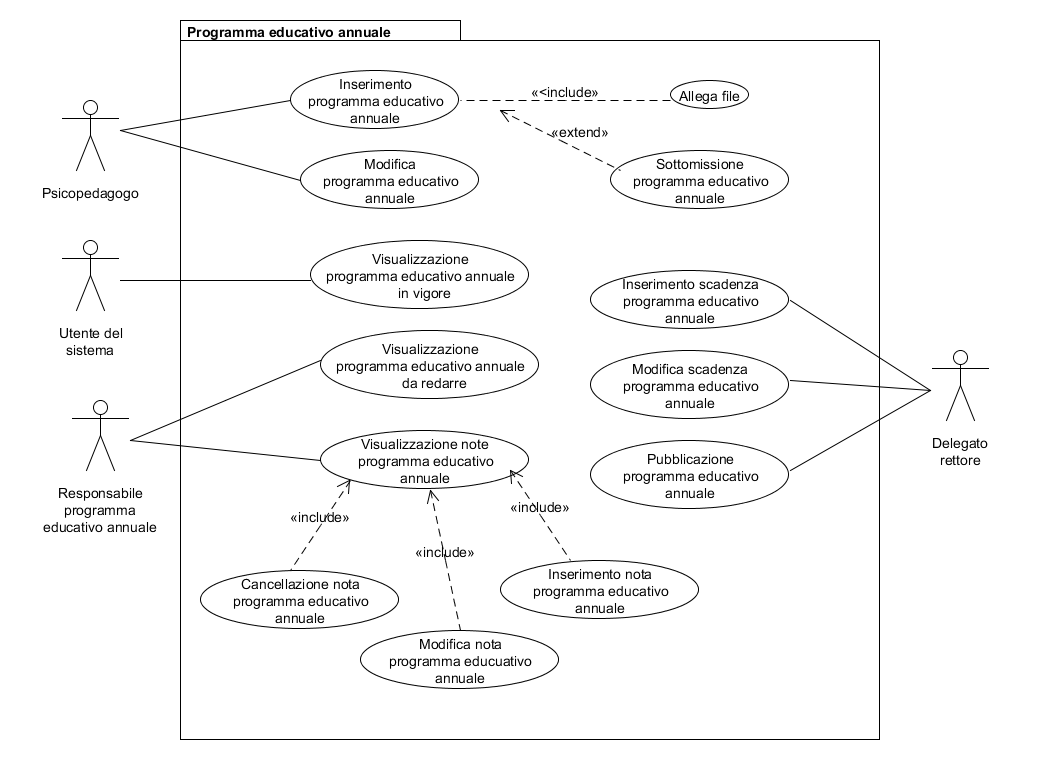 Programma educativo annuale
Inserimento
programma educativo
annuale
««include»
Allega file
«extend»
Psicopedagogo
Modifica
programma educativo
annuale
Sottomissione
programma educativo
annuale
Utente del
sistema
Visualizzazione
programma educativo annuale
in vigore
Inserimento scadenza
programma educativo
annuale
Visualizzazione
programma educativo annuale
da redarre
Modifica scadenza
programma educativo
annuale
Delegato
rettore
Responsabile
programma
educativo annuale
Visualizzazione note
programma educativo
annuale
Pubblicazione
programma educativo
annuale
«include»
«include»
«include»
Cancellazione nota
programma educativo
annuale
Inserimento nota
programma educativo
annuale
Modifica nota
programma educuativo
annuale